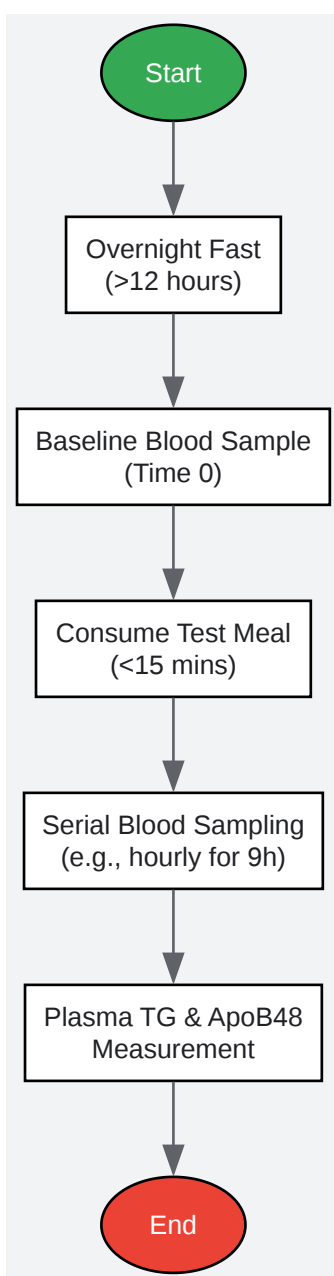 Start
Overnight Fast
(>12 hours)
Baseline Blood Sample
(Time 0)
Consume Test Meal
(<15 mins)
Serial Blood Sampling
(e.g., hourly for 9h)
Plasma TG & ApoB48
Measurement
End